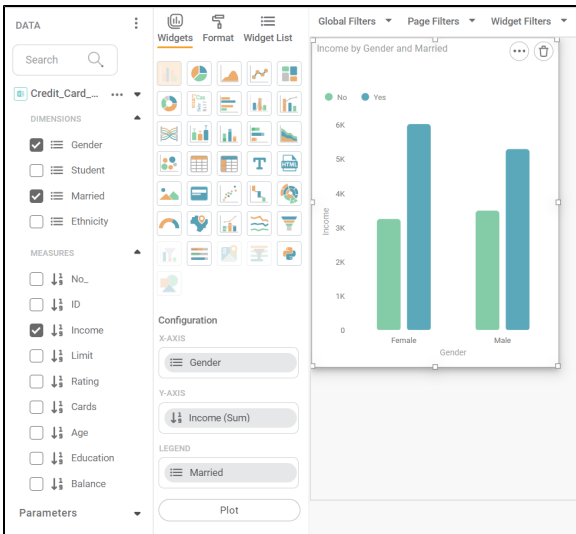 DATA
Search
Credit_Card_... ...
DIMENSIONS
Gender
Student
Married
Ethnicity
MEASURES
No_
ID
Income
Limit
Rating
Cards
Age
Education
Balance
Parameters
Widgets Format Widget List
T HTML
Configuration
X-AXIS
Gender
Y-AXIS
Income (Sum)
LEGEND
Married
Plot
Global Filters Page Filters Widget Filters
Income by Gender and Married
No Yes
6K
5K
4K
3K
2K
1K
0
Income
Female Male
Gender